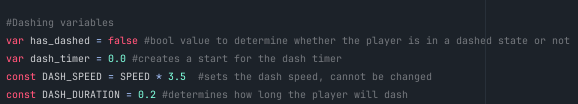 #Dashing variables
var has_dashed = false #bool value to determine whether the player is in a dashed state or not
var dash_timer = 0.0 #creates a start for the dash timer
const DASH_SPEED = SPEED * 3.5  #sets the dash speed, cannot be changed
const DASH_DURATION = 0.2 #determines how long the player will dash